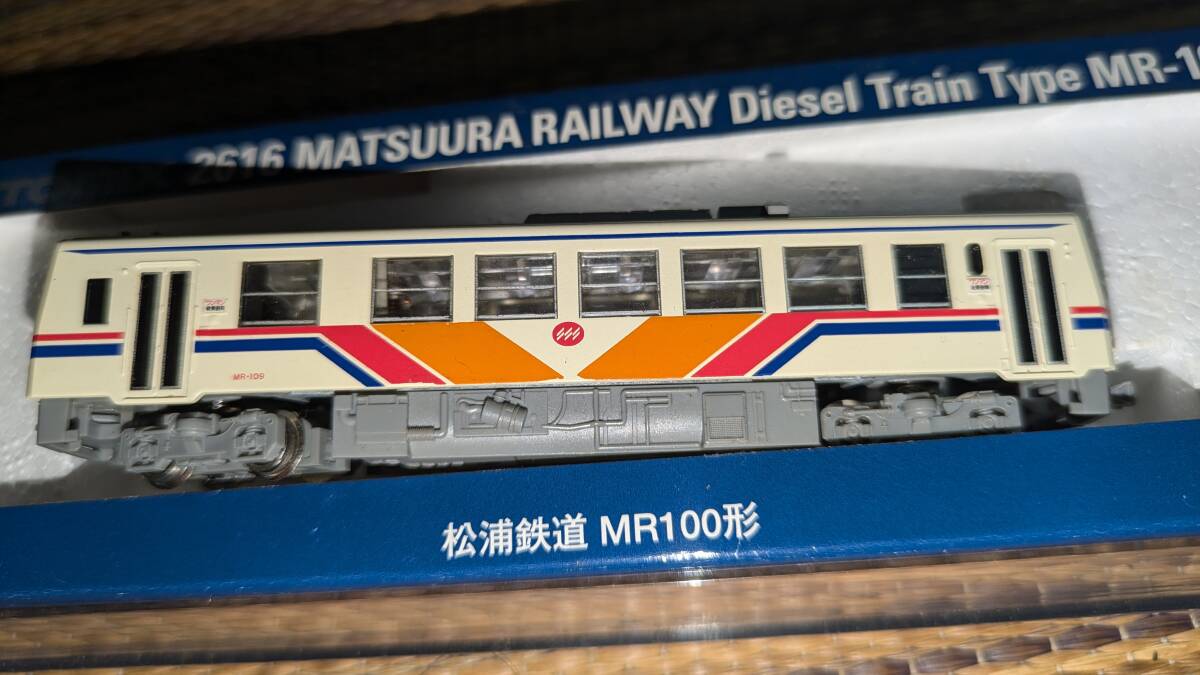 2616 MATSUURA RAILWAY Diesel Train Type MR-1
MR-109
松浦鉄道 MR100形